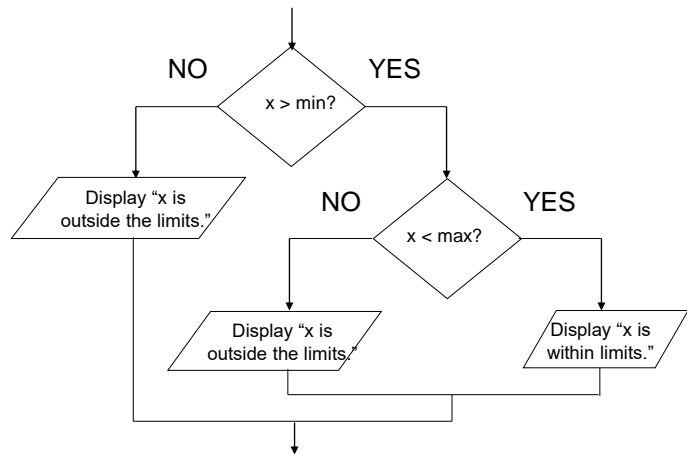 NO
YES
x > min?
Display “x is
outside the limits.”
NO
YES
x < max?
Display “x is
outside the limits.”
Display “x is
within limits.”